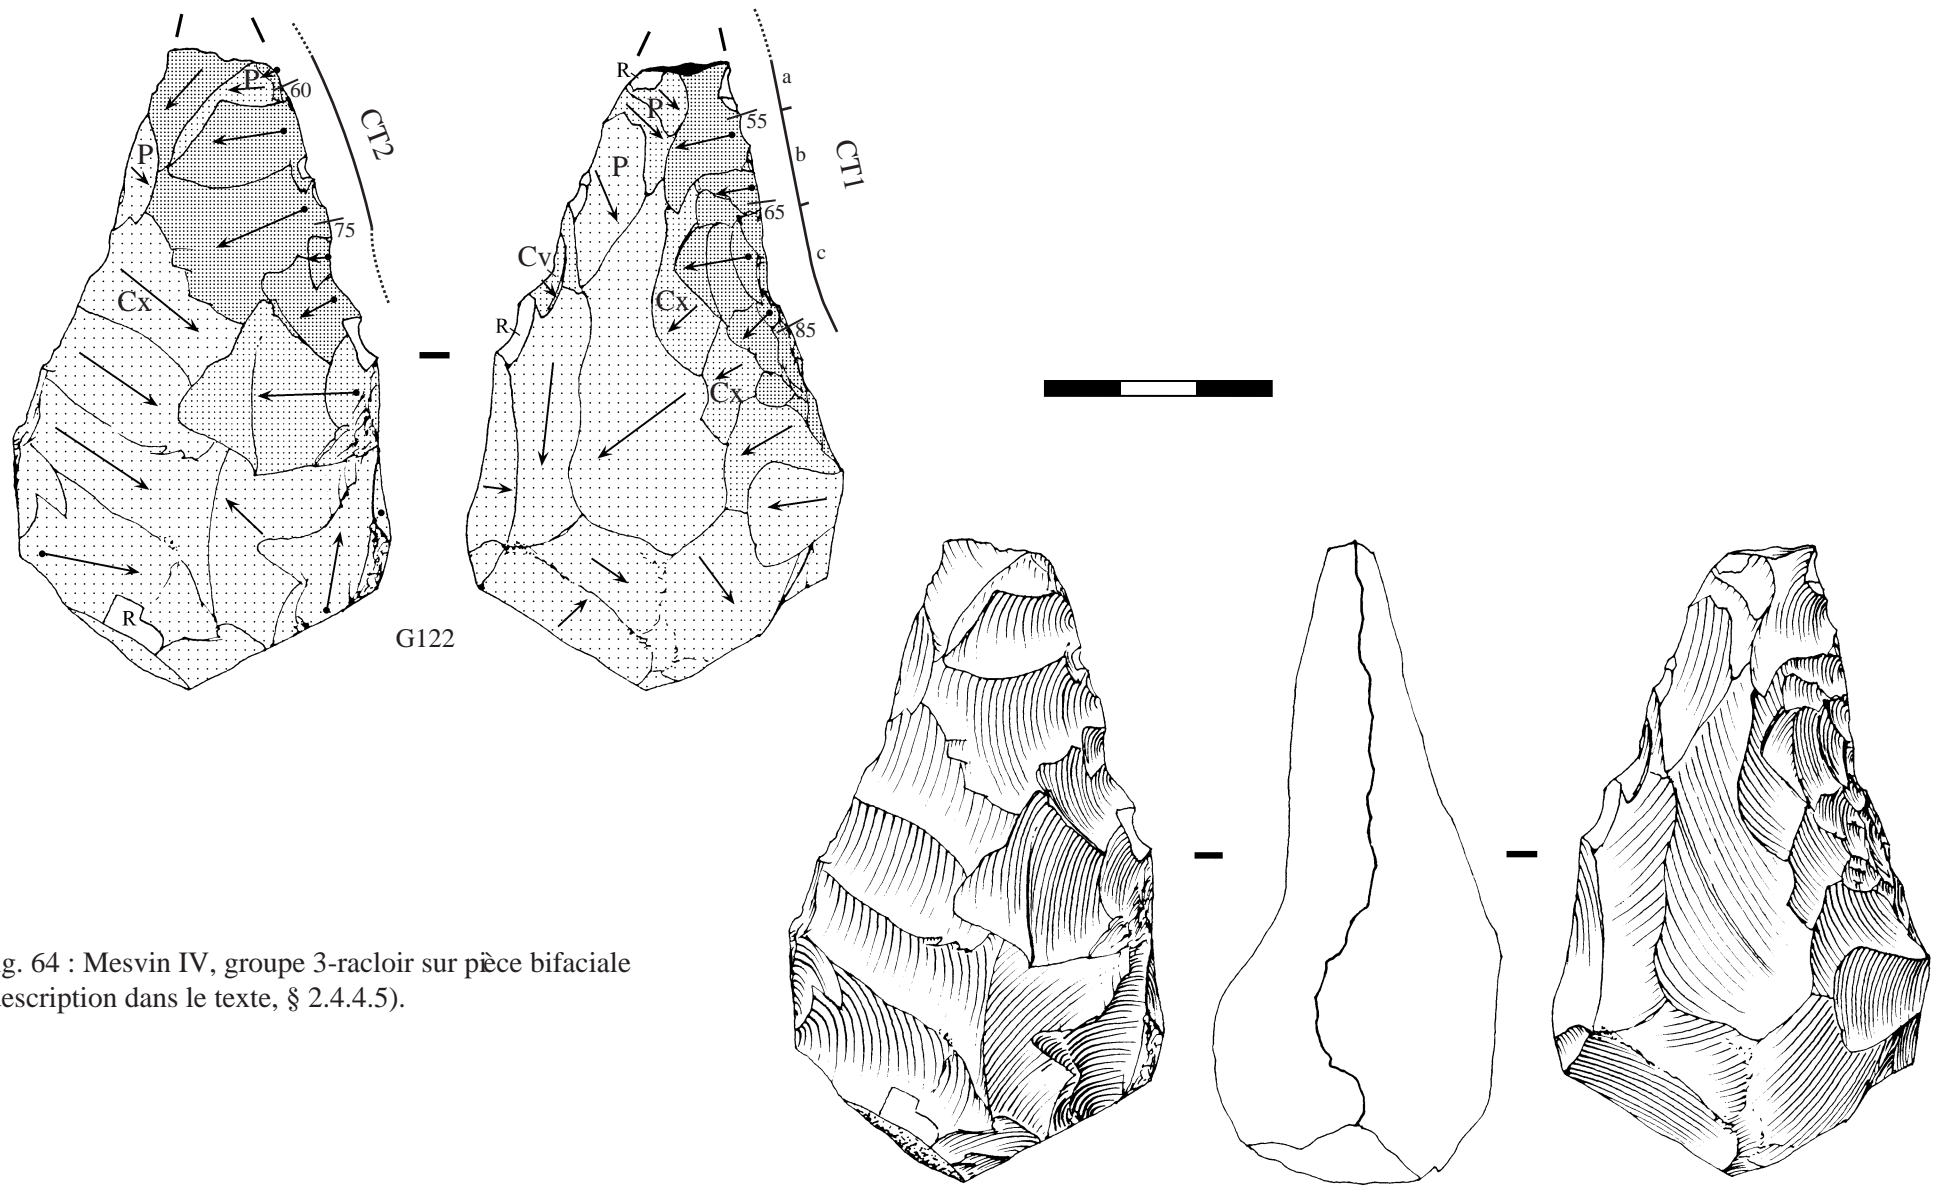 P
60
CT2
P
75
Cx
R
R
P
a
55
P
b
CT1
65
Cv
c
Cx
R
85
Cx
G122
g. 64 : Mesvin IV, groupe 3-racloir sur pièce bifaciale
escription dans le texte, § 2.4.4.5).